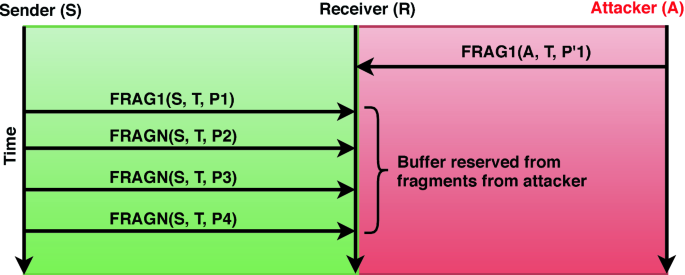 Sender (S)
Receiver (R)
Attacker (A)
FRAG1(A, T, P'1)
FRAG1(S, T, P1)
FRAGN(S, T, P2)
FRAGN(S, T, P3)
FRAGN(S, T, P4)
Buffer reserved from
fragments from attacker
Time